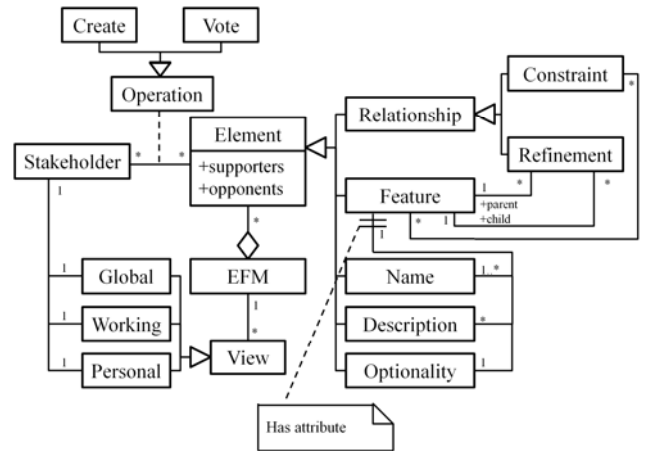 Create
Vote
Operation
Constraint
*
Relationship
Element
+supporters
+opponents
Stakeholder
*
*
1
Refinement
*
*
Feature
1
+parent
+child
1
*
1
*
EFM
1
*
View
Global
1
Working
1
Personal
1
Name
1..*
Description
*
Optionality
1
Has attribute